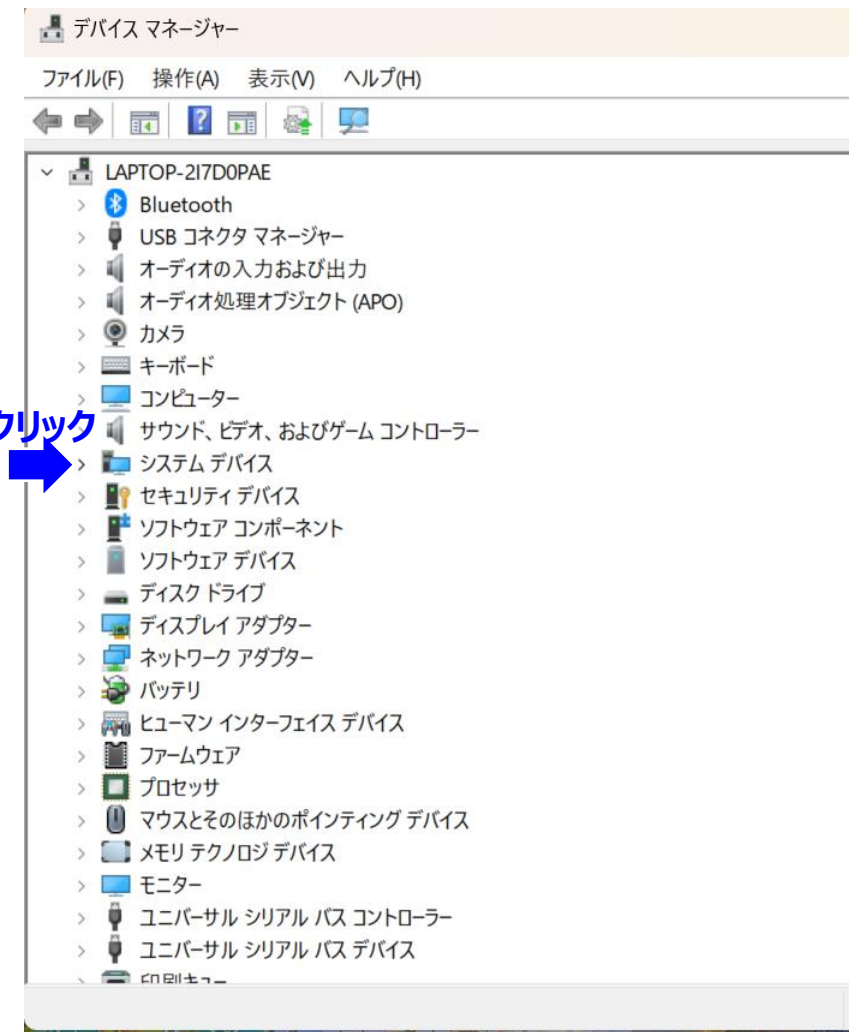 デバイス マネージャー
ファイル(F) 操作(A) 表示(V) ヘルプ(H)
LAPTOP-2I7D0PAE
Bluetooth
USB コネクタ マネージャー
オーディオの入力および出力
オーディオ処理オブジェクト (APO)
カメラ
キーボード
コンピューター
クリック
サウンド、ビデオ、およびゲーム コントローラー
システム デバイス
セキュリティ デバイス
ソフトウェア コンポーネント
ソフトウェア デバイス
ディスク ドライブ
ディスプレイ アダプター
ネットワーク アダプター
バッテリ
ヒューマン インターフェイス デバイス
ファームウェア
プロセッサ
マウスとそのほかのポインティング デバイス
メモリ テクノロジ デバイス
モニター
ユニバーサル シリアル バス コントローラー
ユニバーサル シリアル バス デバイス
印刷キュー